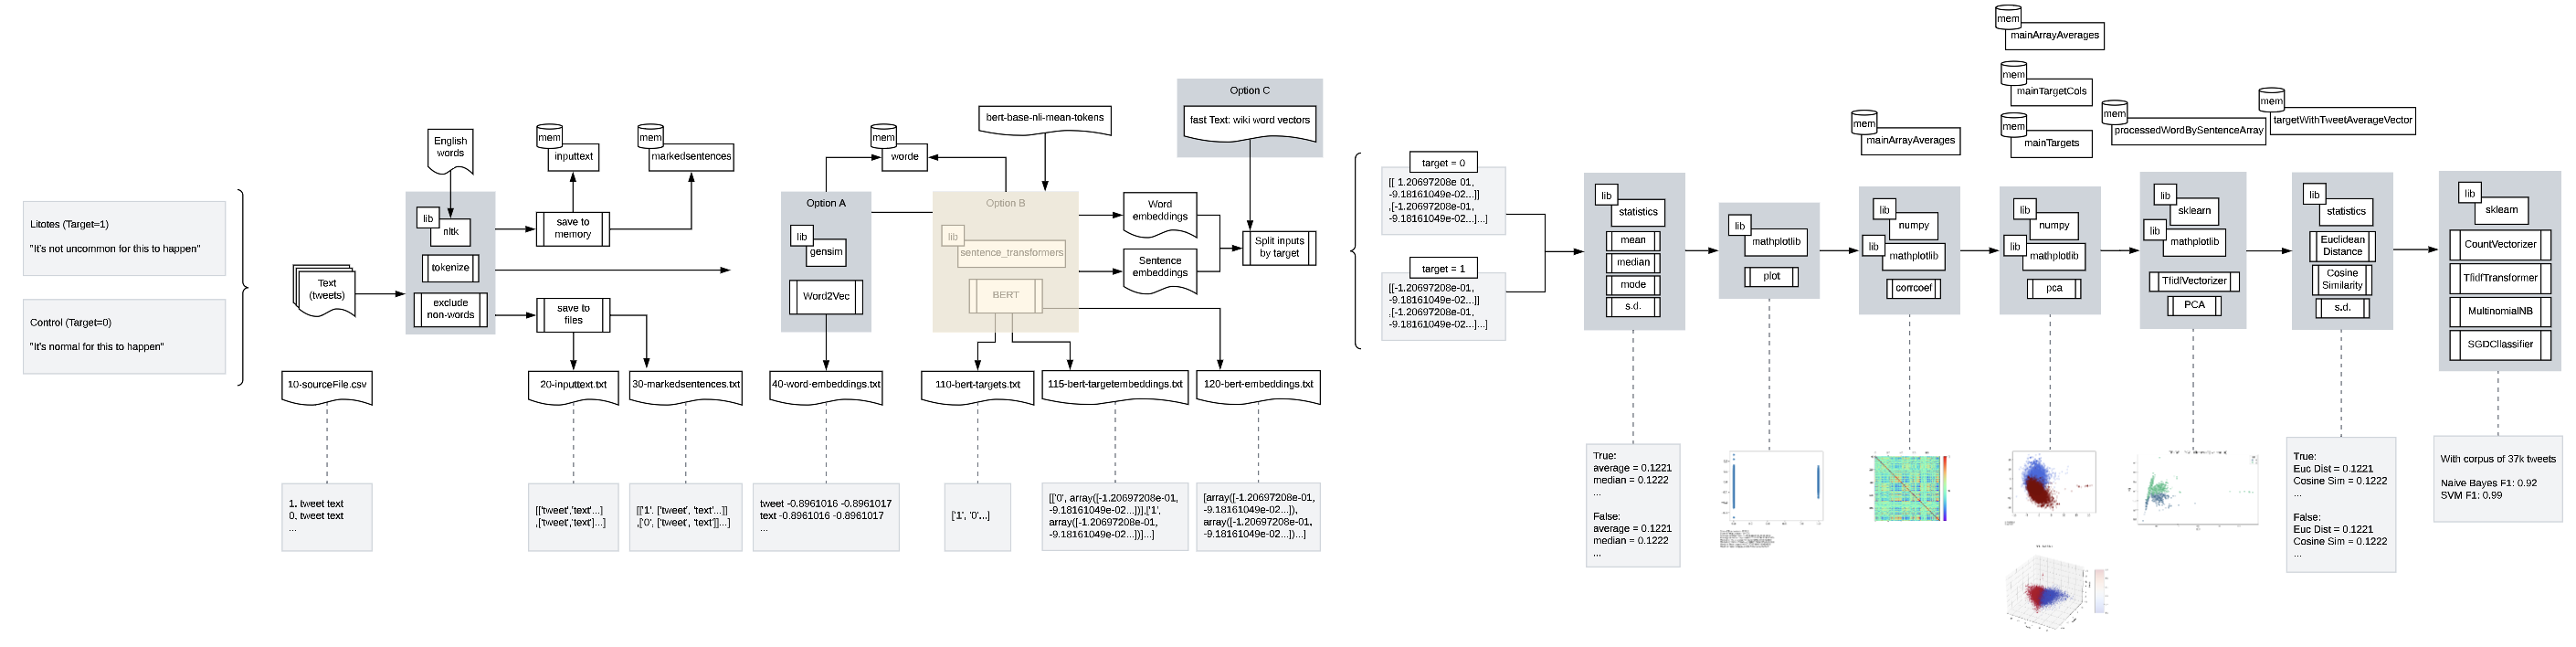 Litotes (Target=1)
"It's not uncommon for this to happen"
Control (Target=0)
"It's normal for this to happen"
Text
(tweets)
10-sourceFile.csv
1, tweet text
0, tweet text
...
English
words
lib
nltk
tokenize
exclude
non-words
mem
inputtext
mem
markedsentences
save to
memory
save to
files
20-inputtext.txt
30-markedsentences.txt
[['tweet','text'...]
,['tweet','text']...]
[['1'. ['tweet', 'text'...]]
,['0', ['tweet', 'text']]...]
Option A
lib
gensim
Word2Vec
mem
worde
40-word-embeddings.txt
tweet -0.8961016 -0.8961017
text -0.8961016 -0.8961017
...
bert-base-nli-mean-tokens
Option B
lib
sentence_transformers
BERT
110-bert-targets.txt
115-bert-targetembeddings.txt
120-bert-embeddings.txt
['1', '0'...]
[['0', array([-1.20697208e-01,
-9.18161049e-02...])],['1',
array([-1.20697208e-01,
-9.18161049e-02...])]...]
[array([-1.20697208e-01,
-9.18161049e-02...]),
array([-1.20697208e-01,
-9.18161049e-02...])...]
Word
embeddings
Sentence
embeddings
Option C
fast Text: wiki word vectors
Split inputs
by target
target = 0
[[ 1.20697208e 01,
-9.18161049e-02...]]
,[-1.20697208e-01,
-9.18161049e-02...]...]
target = 1
[[-1.20697208e-01,
-9.18161049e-02...]]
,[-1.20697208e-01,
-9.18161049e-02...]...]
lib
statistics
mean
median
mode
s.d.
True:
average = 0.1221
median = 0.1222
...
False:
average = 0.1221
median = 0.1222
...
lib
mathplotlib
plot
mem
mainArrayAverages
lib
numpy
lib
mathplotlib
corrcoef
mem
mainArrayAverages
mem
mainTargetCols
mem
mainTargets
lib
numpy
lib
mathplotlib
pca
mem
processedWordBySentenceArray
lib
sklearn
lib
mathplotlib
TfidfVectorizer
PCA
mem
targetWithTweetAverageVector
lib
statistics
Euclidean
Distance
Cosine
Similarity
s.d.
True:
Euc Dist = 0.1221
Cosine Sim = 0.1222
...
False:
Euc Dist = 0.1221
Cosine Sim = 0.1222
...
lib
sklearn
CountVectorizer
TfidfTransformer
MultinomialNB
SGDCllassifier
With corpus of 37k tweets
Naive Bayes F1: 0.92
SVM F1: 0.99